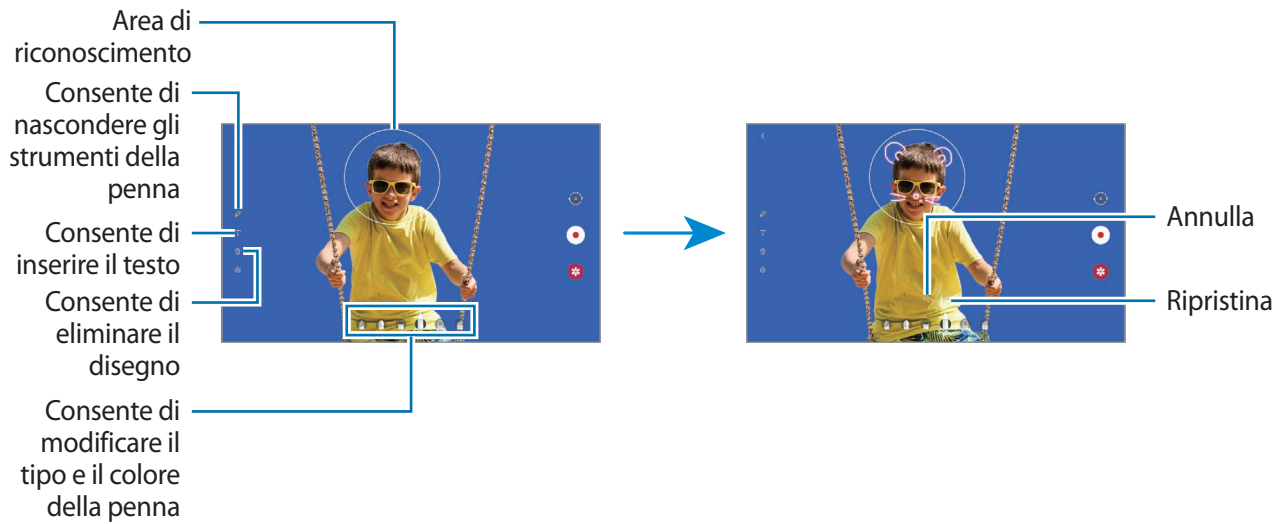 Area di
riconoscimento
Consente di
nascondere gli
strumenti della
penna
Consente di
inserire il testo
Consente di
eliminare il
disegno
Consente di
modificare il
tipo e il colore
della penna
Annulla
Ripristina